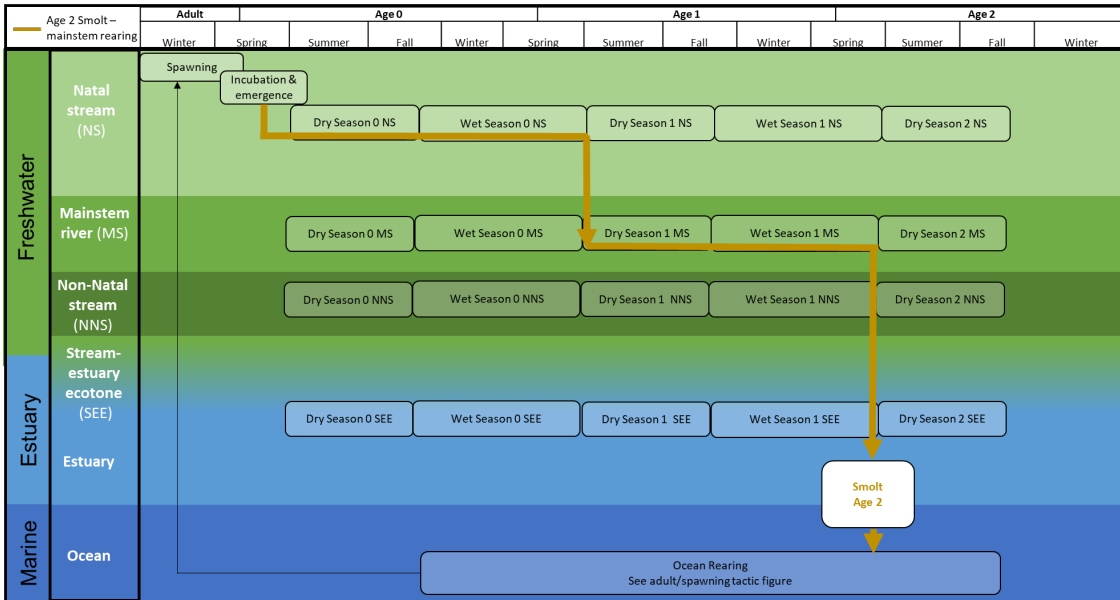 Age 2 Smolt –
mainstem rearing
Adult
Age 0
Age 1
Age 2
Winter
Spring
Summer
Fall
Winter
Spring
Summer
Fall
Winter
Spring
Summer
Fall
Winter
Freshwater
Natal
stream
(NS)
Spawning
Incubation &
emergence
Dry Season 0 NS
Wet Season 0 NS
Dry Season 1 NS
Wet Season 1 NS
Dry Season 2 NS
Mainstem
river (MS)
Dry Season 0 MS
Wet Season 0 MS
Dry Season 1 MS
Wet Season 1 MS
Dry Season 2 MS
Non-Natal
stream
(NNS)
Dry Season 0 NNS
Wet Season 0 NNS
Dry Season 1 NNS
Wet Season 1 NNS
Dry Season 2 NNS
Estuary
Stream-
estuary
ecotone
(SEE)
Dry Season 0 SEE
Wet Season 0 SEE
Dry Season 1 SEE
Wet Season 1 SEE
Dry Season 2 SEE
Estuary
Smolt
Age 2
Marine
Ocean
Ocean Rearing
See adult/spawning tactic figure